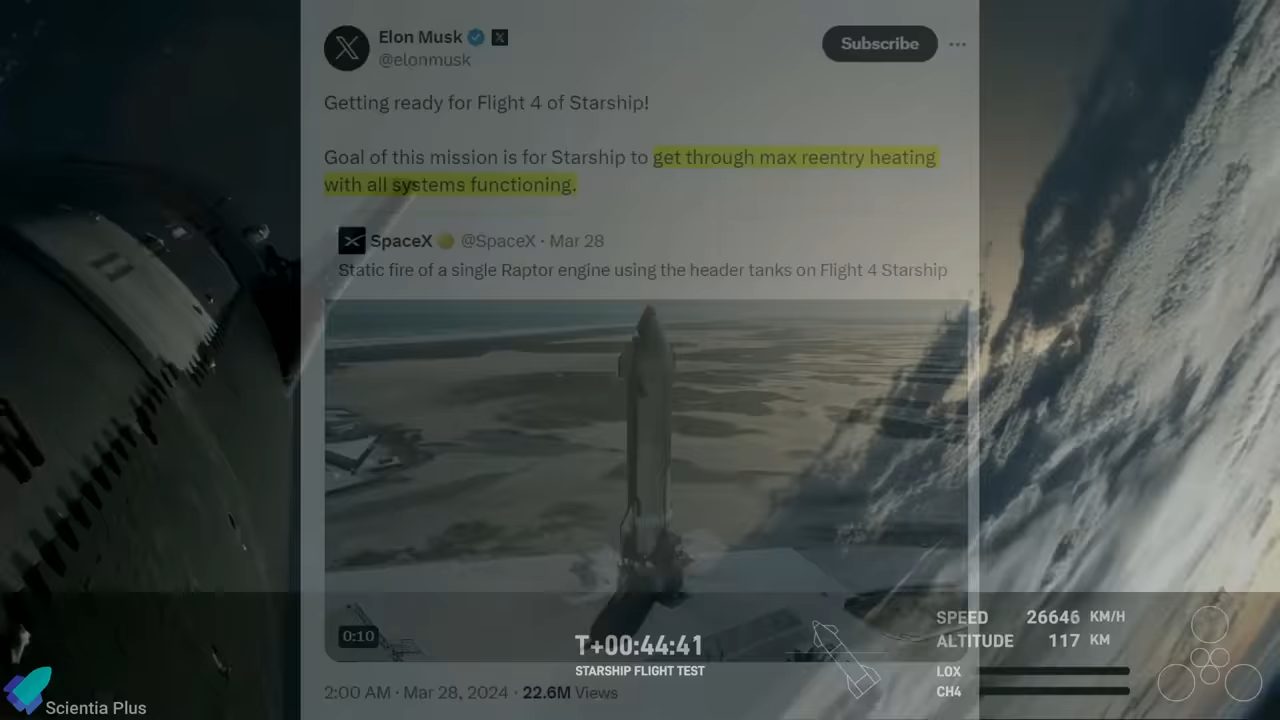 Elon Musk
@elonmusk
Subscribe
Getting ready for Flight 4 of Starship!
Goal of this mission is for Starship to get through max reentry heating
with all systems functioning.
SpaceX @SpaceX · Mar 28
Static fire of a single Raptor engine using the header tanks on Flight 4 Starship
0:10
2:00 AM · Mar 28, 2024 · 22.6M Views
T+00:44:41
STARSHIP FLIGHT TEST
SPEED 26646 KM/H
ALTITUDE 117 KM
LOX
CH4
Scientia Plus